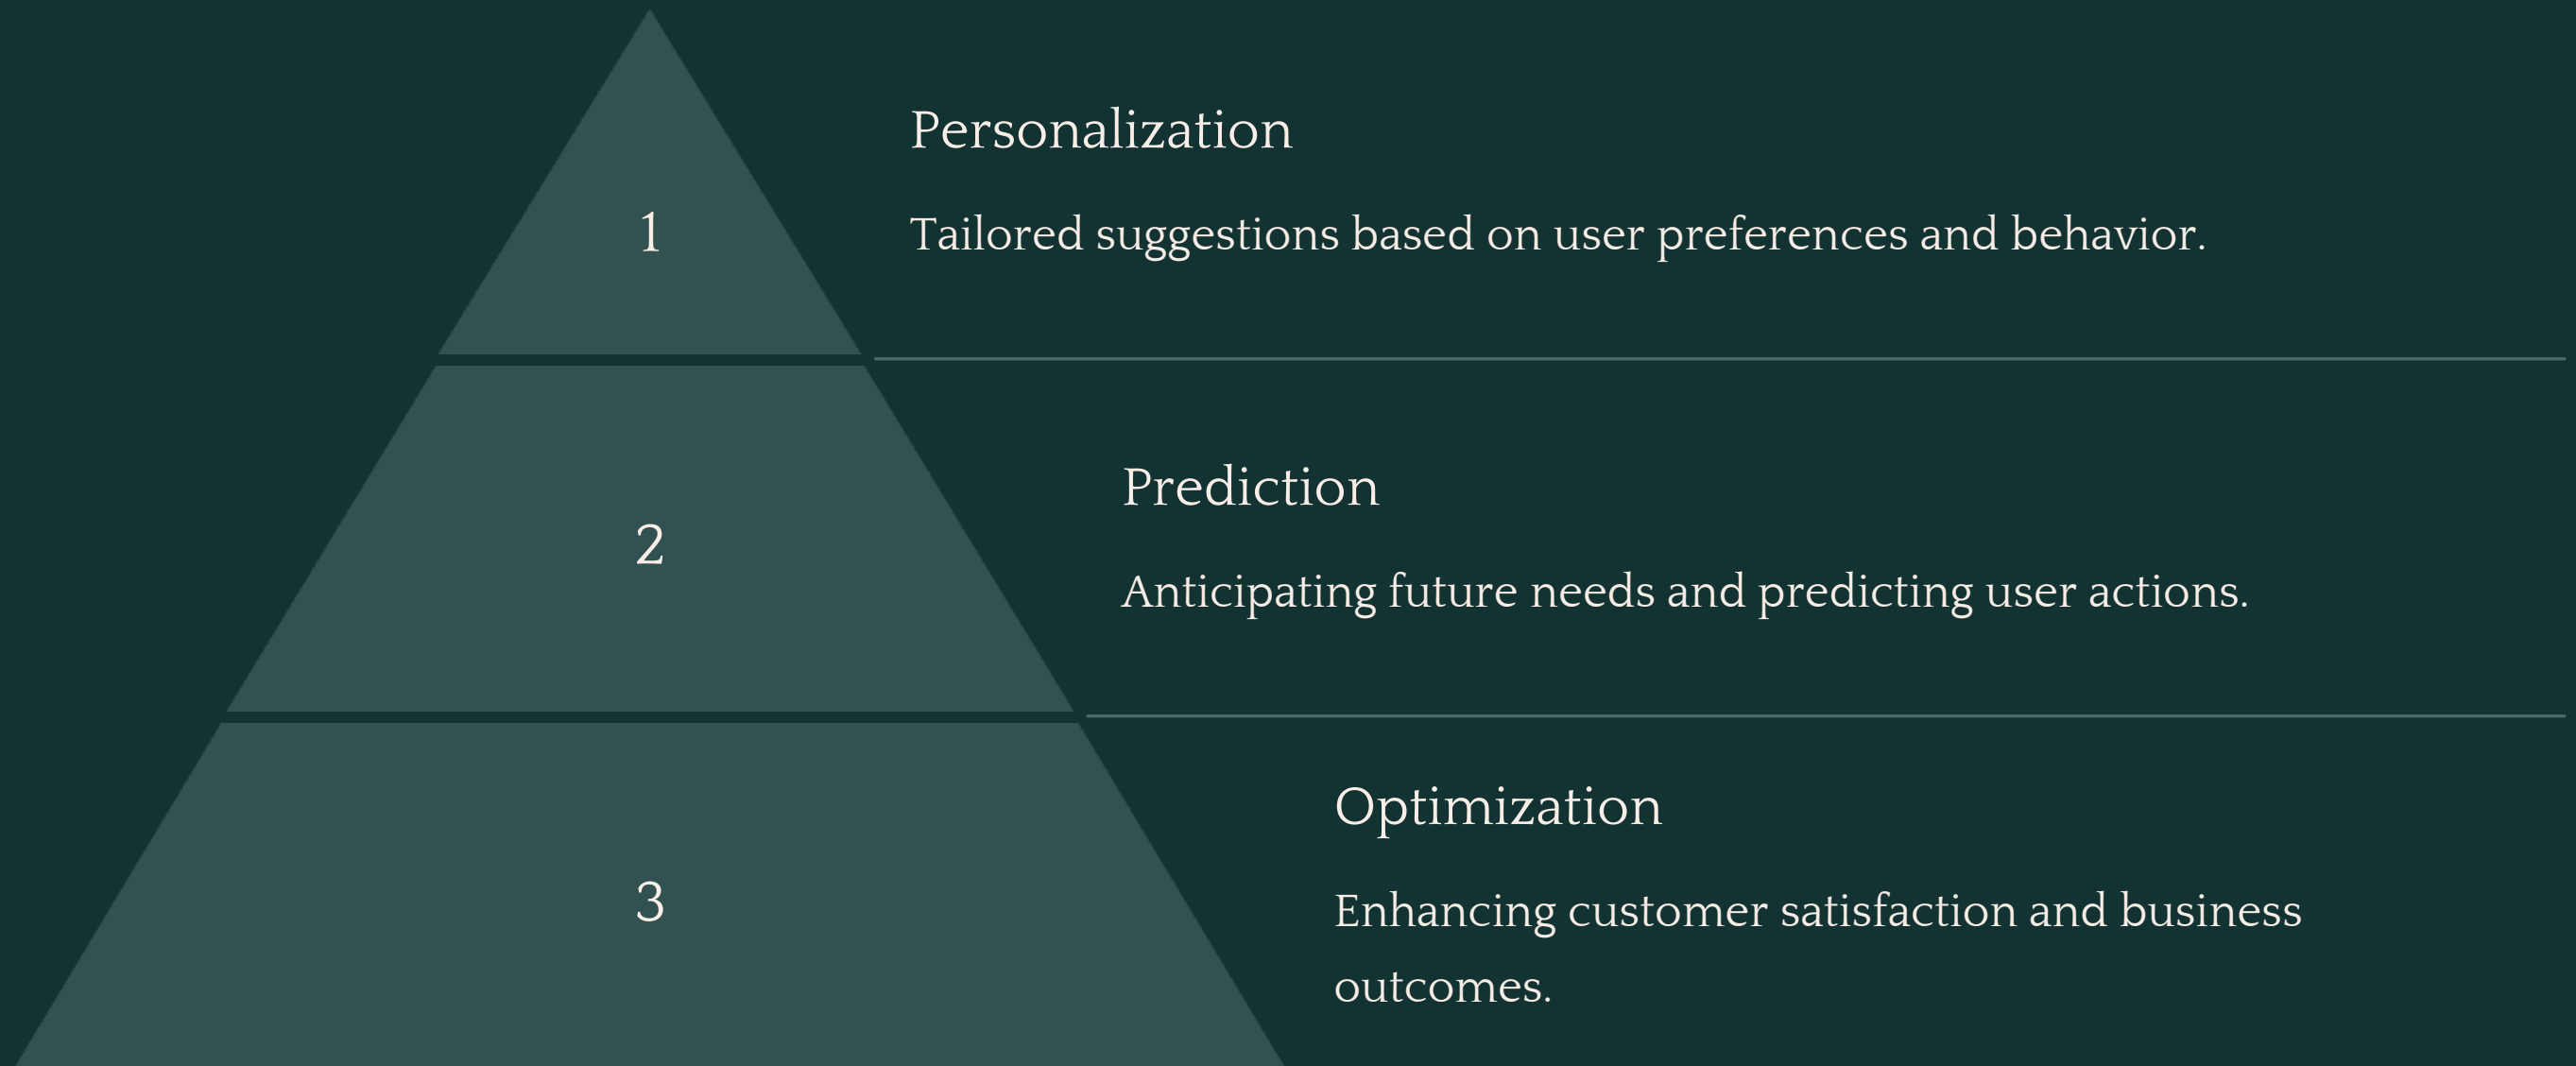 Personalization
1
Tailored suggestions based on user preferences and behavior.
Prediction
2
Anticipating future needs and predicting user actions.
Optimization
3
Enhancing customer satisfaction and business
outcomes.